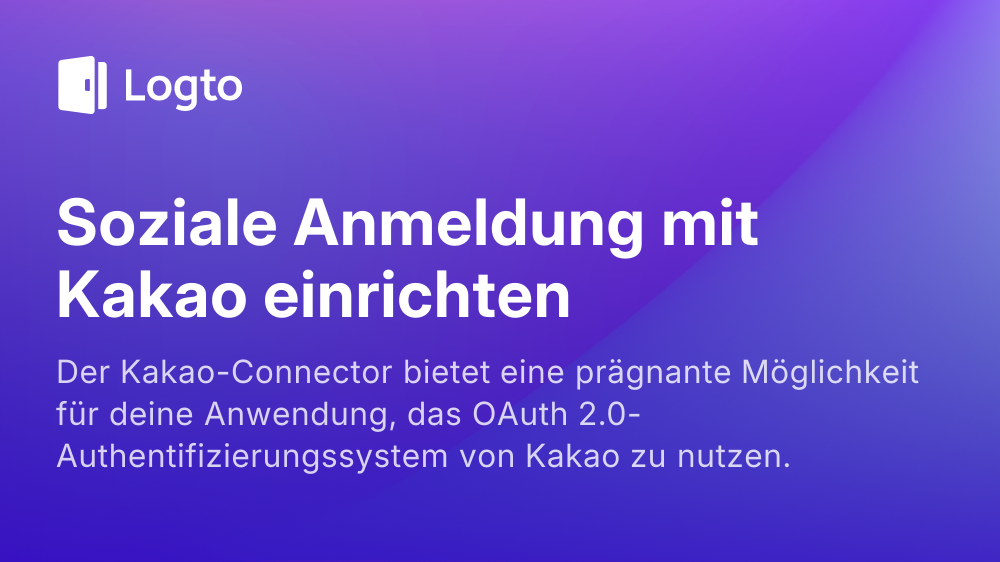 Logto
Soziale Anmeldung mit
Kakao einrichten
Der Kakao-Connector bietet eine prägnante Möglichkeit
für deine Anwendung, das OAuth 2.0-
Authentifizierungssystem von Kakao zu nutzen.